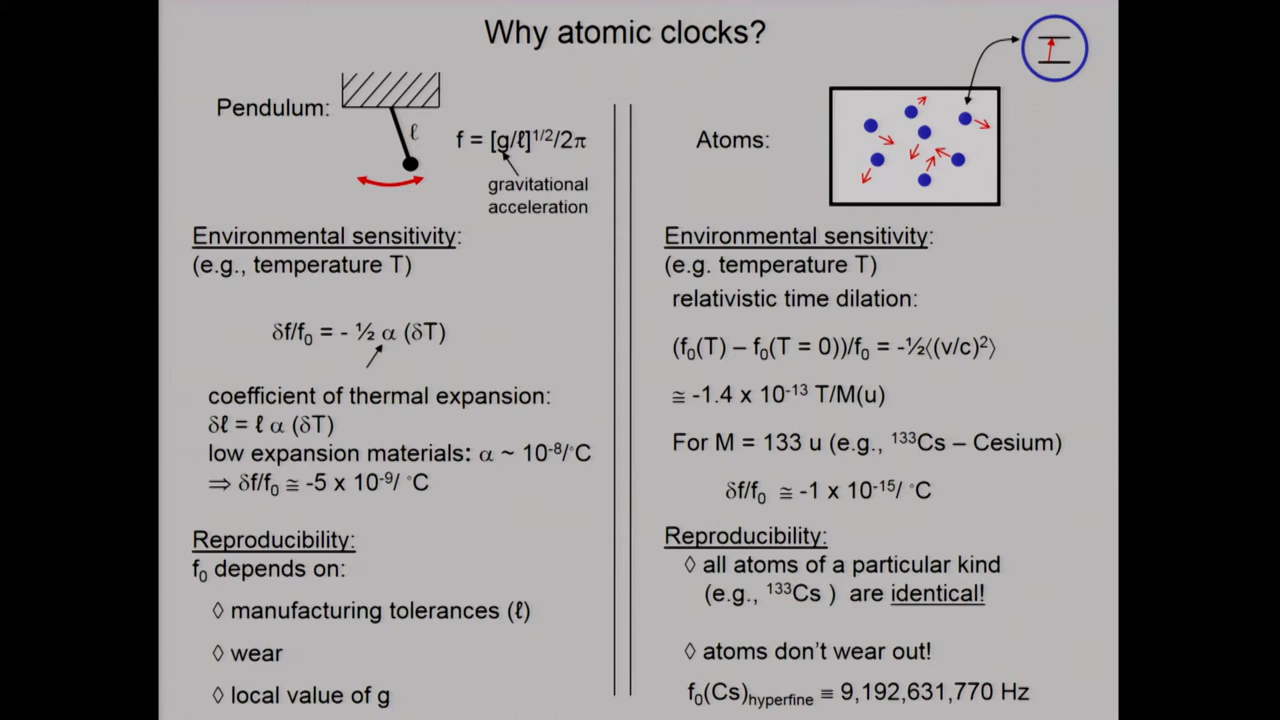 Why atomic clocks?
Pendulum:
ℓ
f = [g/ℓ]^1/2/2π
gravitational
acceleration
Environmental sensitivity:
(e.g., temperature T)
δf/f₀ = - ½ α (δT)
coefficient of thermal expansion:
δℓ = ℓ α (δT)
low expansion materials: α ~ 10⁻⁸/°C
⇒ δf/f₀ ≅ -5 x 10⁻⁹/ °C
Reproducibility:
f₀ depends on:
◊ manufacturing tolerances (ℓ)
◊ wear
◊ local value of g
Atoms:
Environmental sensitivity:
(e.g. temperature T)
relativistic time dilation:
(f₀(T) – f₀(T = 0))/f₀ = -½⟨(v/c)²⟩
≅ -1.4 x 10⁻¹³ T/M(u)
For M = 133 u (e.g., ¹³³Cs – Cesium)
δf/f₀ ≅ -1 x 10⁻¹⁵/ °C
Reproducibility:
◊ all atoms of a particular kind
(e.g., ¹³³Cs ) are identical!
◊ atoms don't wear out!
f₀(Cs)hyperfine ≡ 9,192,631,770 Hz